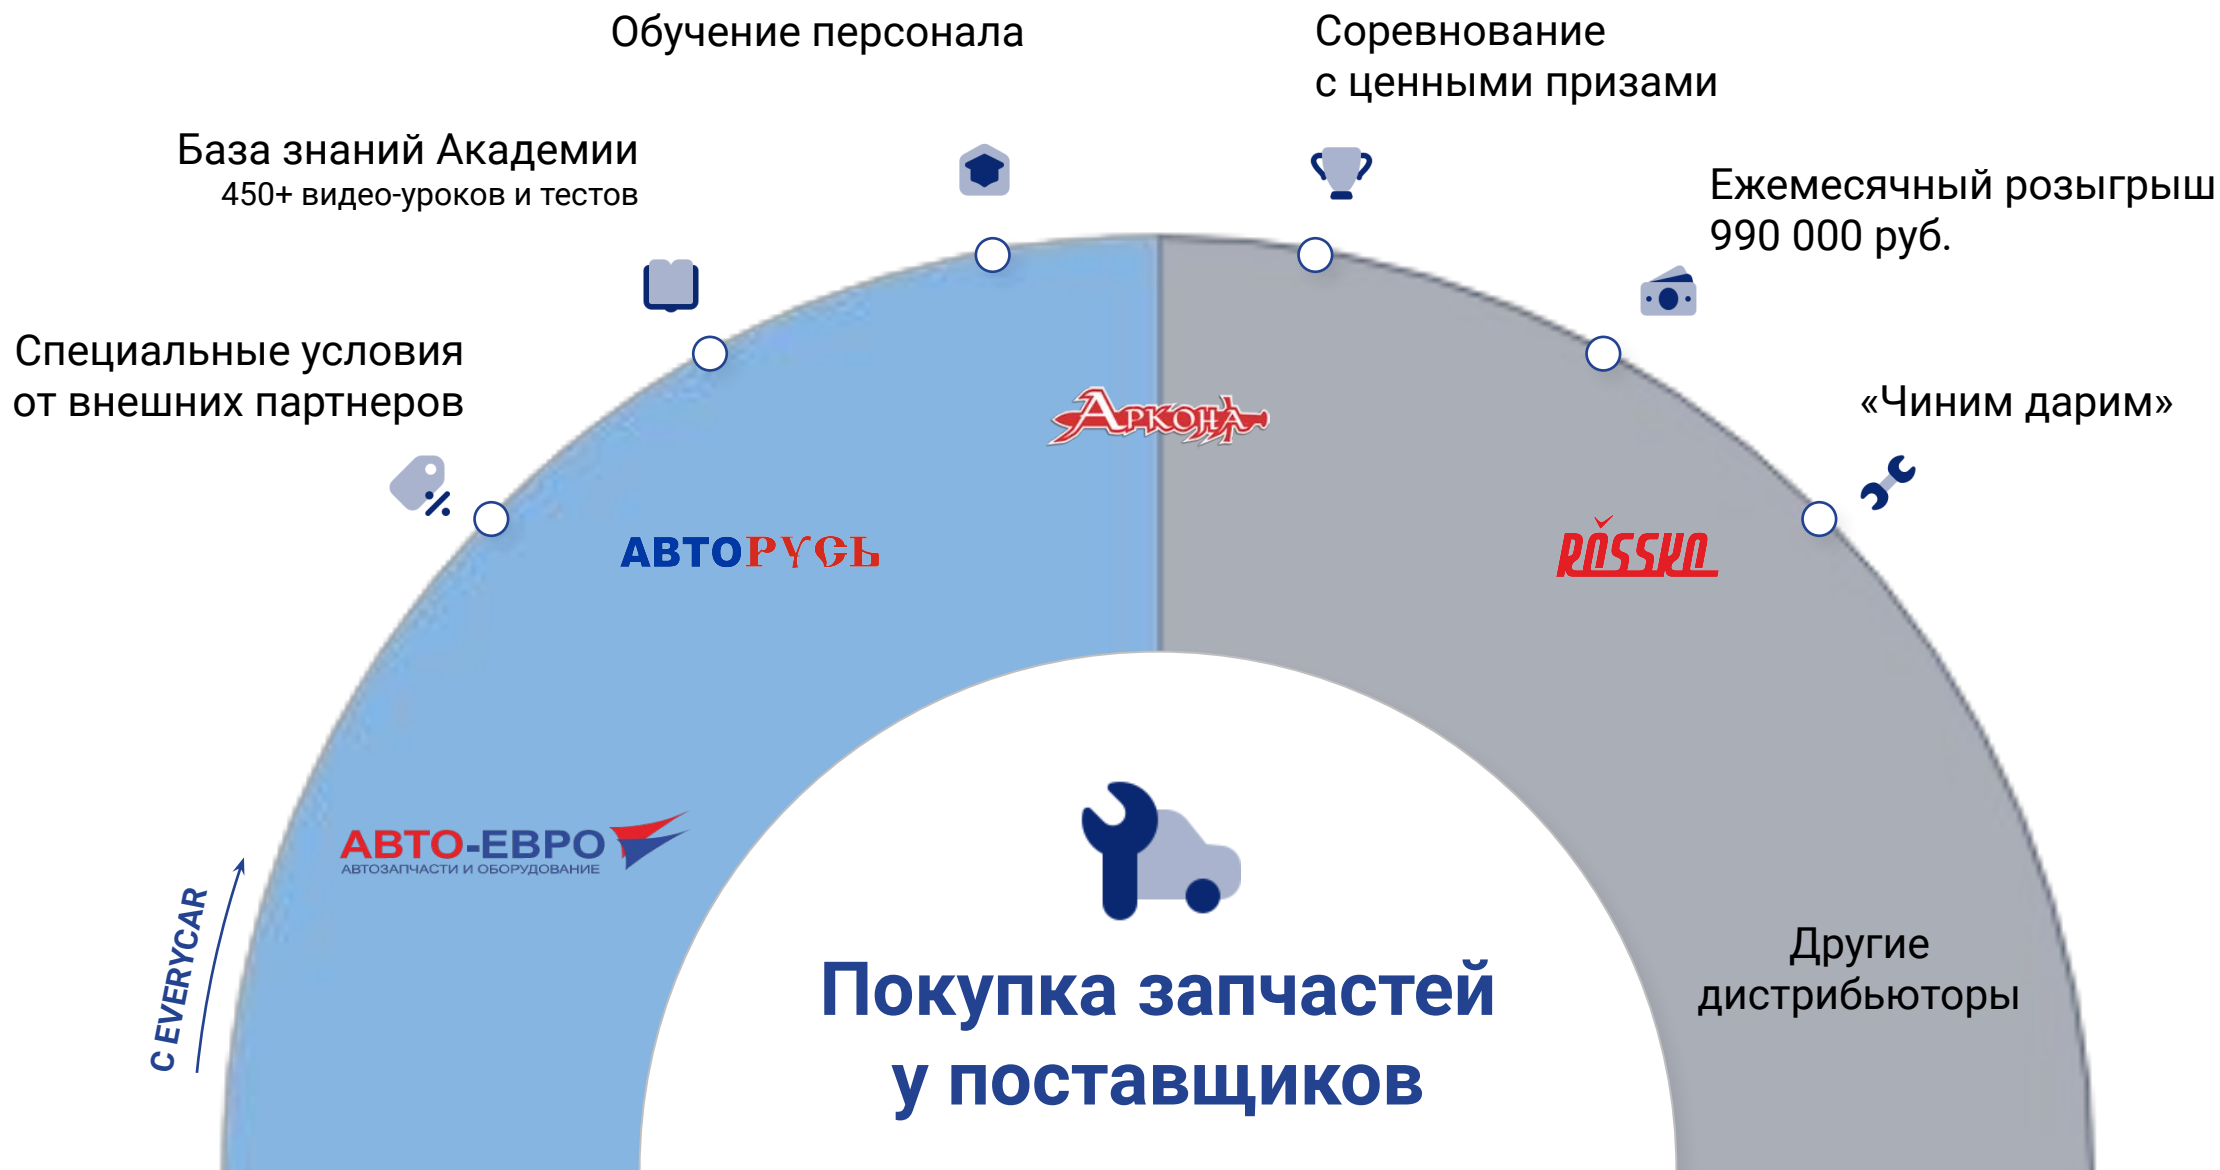 Обучение персонала
Соревнование
с ценными призами
База знаний Академии
450+ видео-уроков и тестов
Ежемесячный розыгрыш
990 000 руб.
Специальные условия
от внешних партнеров
«Чиним дарим»
АРКОНА
АВТОРУСЬ
ROSSKO
АВТО-ЕВРО
АВТОЗАПЧАСТИ И ОБОРУДОВАНИЕ
С EVERYCAR
Другие
дистрибьюторы
Покупка запчастей
у поставщиков